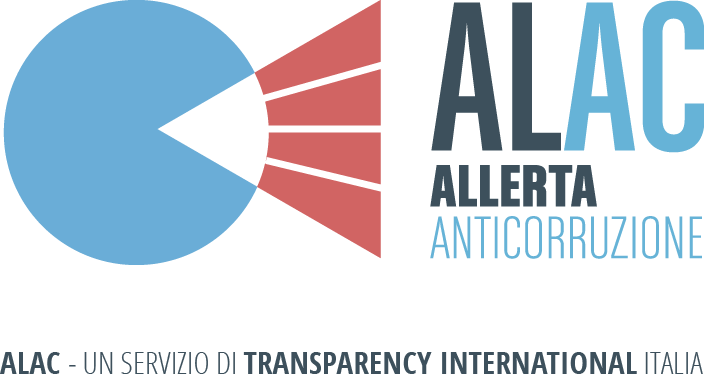 ALAC
ALLERTA
ANTICORRUZIONE
ALAC - UN SERVIZIO DI TRANSPARENCY INTERNATIONAL ITALIA